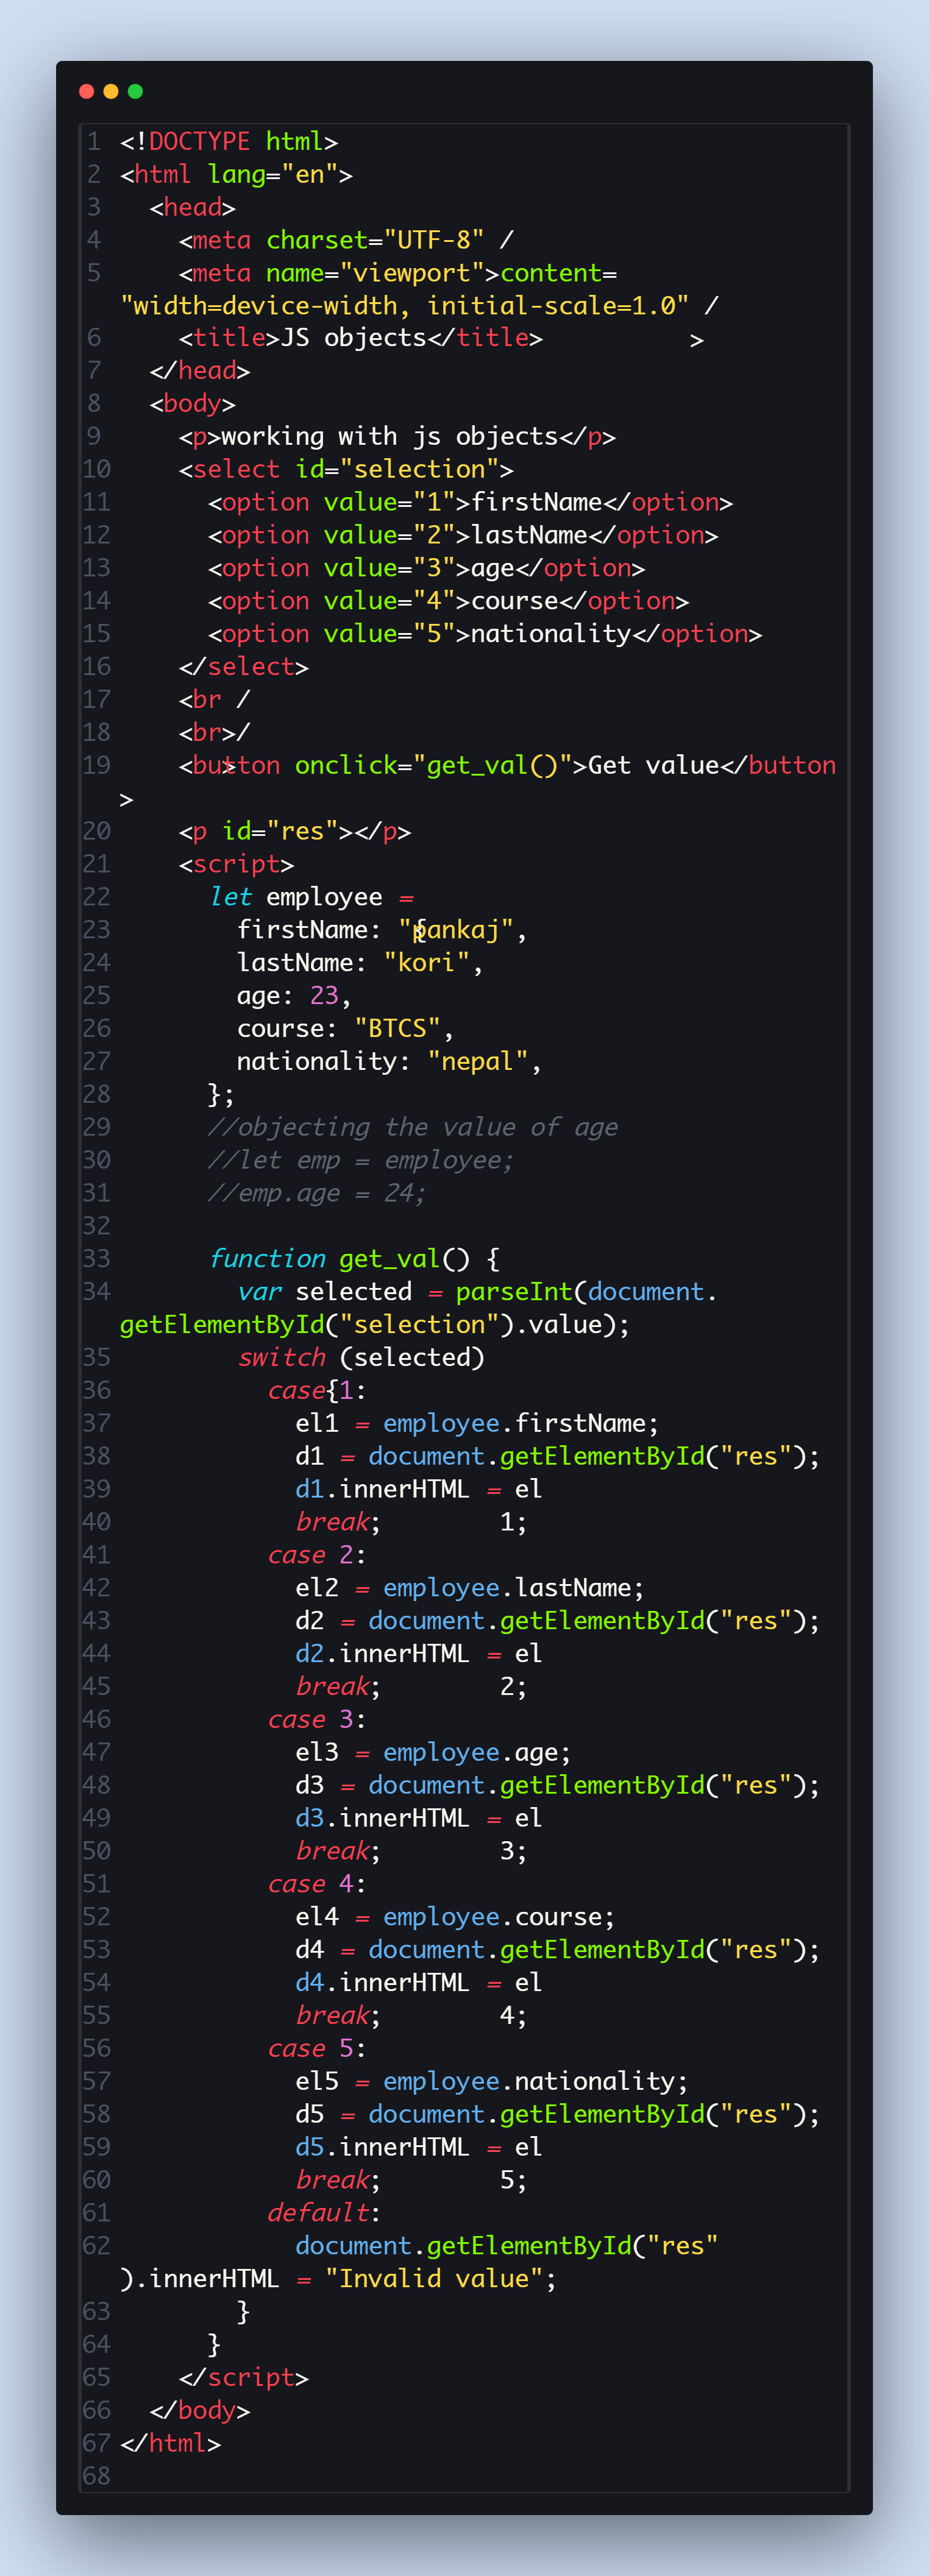 1 <!DOCTYPE html>
2 <html lang="en">
3   <head>
4     <meta charset="UTF-8" /
5     <meta name="viewport">content=
"width=device-width, initial-scale=1.0" /
6     <title>JS objects</title>          >
7   </head>
8   <body>
9     <p>working with js objects</p>
10     <select id="selection">
11       <option value="1">firstName</option>
12       <option value="2">lastName</option>
13       <option value="3">age</option>
14       <option value="4">course</option>
15       <option value="5">nationality</option>
16     </select>
17     <br /
18     <br>/
19     <button onclick="get_val()">Get value</button
>
20     <p id="res"></p>
21     <script>
22       let employee =
23         firstName: "{pankaj",
24         lastName: "kori",
25         age: 23,
26         course: "BTCS",
27         nationality: "nepal",
28       };
29       //objecting the value of age
30       //let emp = employee;
31       //emp.age = 24;
32
33       function get_val() {
34         var selected = parseInt(document.
getElementById("selection").value);
35         switch (selected)
36           case{1:
37             el1 = employee.firstName;
38             d1 = document.getElementById("res");
39             d1.innerHTML = el
40             break;        1;
41           case 2:
42             el2 = employee.lastName;
43             d2 = document.getElementById("res");
44             d2.innerHTML = el
45             break;        2;
46           case 3:
47             el3 = employee.age;
48             d3 = document.getElementById("res");
49             d3.innerHTML = el
50             break;        3;
51           case 4:
52             el4 = employee.course;
53             d4 = document.getElementById("res");
54             d4.innerHTML = el
55             break;        4;
56           case 5:
57             el5 = employee.nationality;
58             d5 = document.getElementById("res");
59             d5.innerHTML = el
60             break;        5;
61           default:
62             document.getElementById("res"
).innerHTML = "Invalid value";
63         }
64       }
65     </script>
66   </body>
67 </html>
68